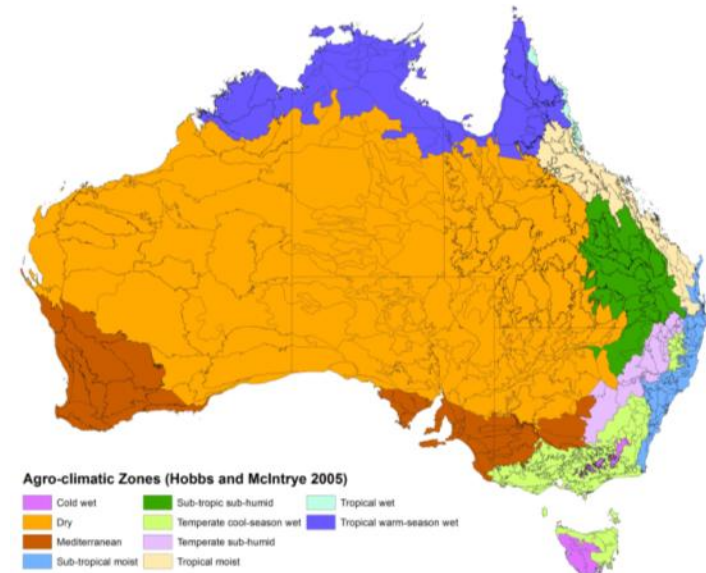 Agro-climatic Zones (Hobbs and McIntrye 2005)
Cold wet
Dry
Mediterranean
Sub-tropical moist
Sub-tropic sub-humid
Temperate cool-season wet
Temperate sub-humid
Tropical moist
Tropical wet
Tropical warm-season wet